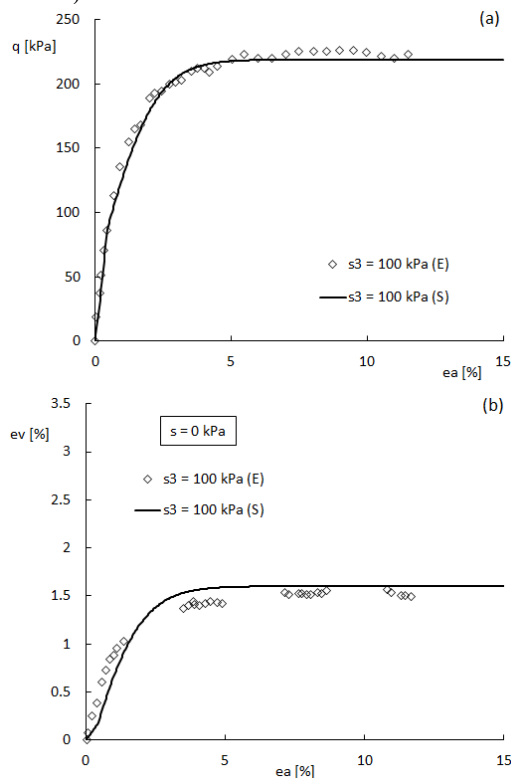 (a)
q [kPa]
250
200
150
100
50
0
s3 = 100 kPa (E)
s3 = 100 kPa (S)
0 5 10 15
ea [%]
(b)
3.5
ev [%]
s = 0 kPa
3
2.5
s3 = 100 kPa (E)
s3 = 100 kPa (S)
2
1.5
1
0.5
0
0 5 10 15
ea [%]